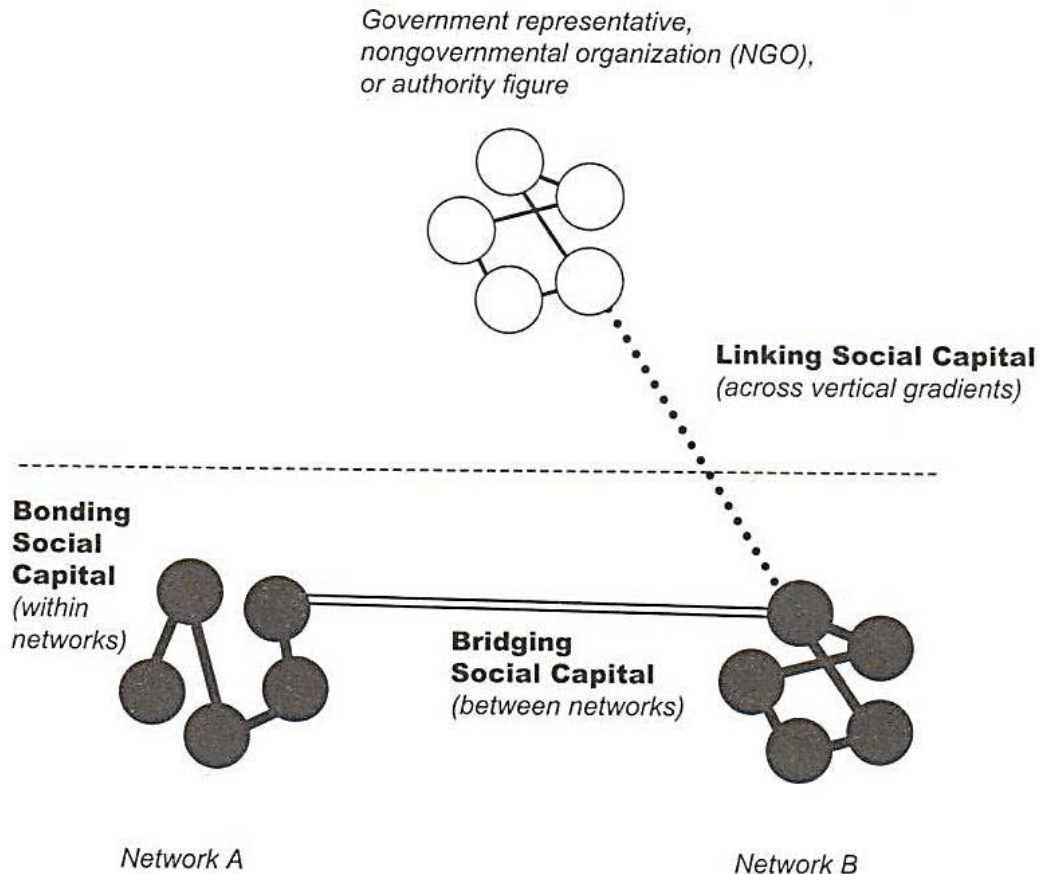 Government representative,
nongovernmental organization (NGO),
or authority figure
Linking Social Capital
(across vertical gradients)
Bonding
Social
Capital
(within
networks)
Bridging
Social Capital
(between networks)
Network A
Network B